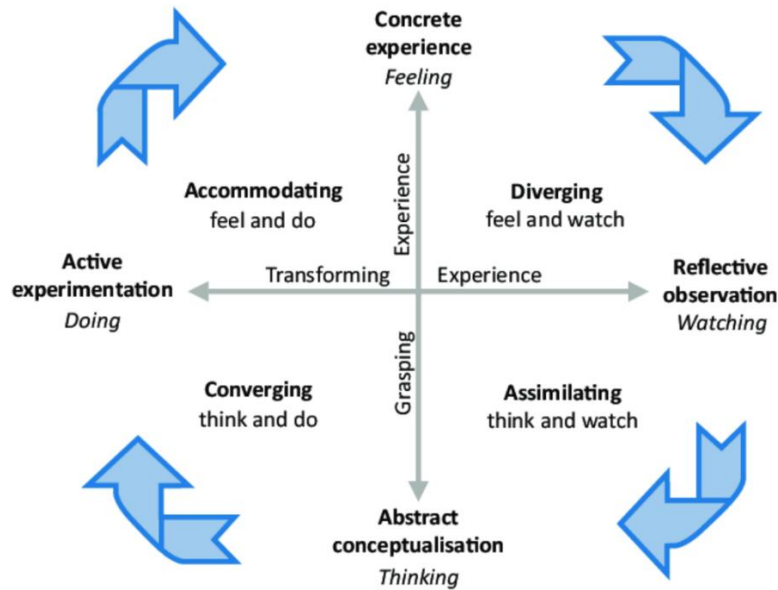 Concrete
experience
Feeling
Accommodating
feel and do
Experience
Diverging
feel and watch
Active
experimentation
Doing
Transforming
Experience
Reflective
observation
Watching
Converging
think and do
Grasping
Assimilating
think and watch
Abstract
conceptualisation
Thinking